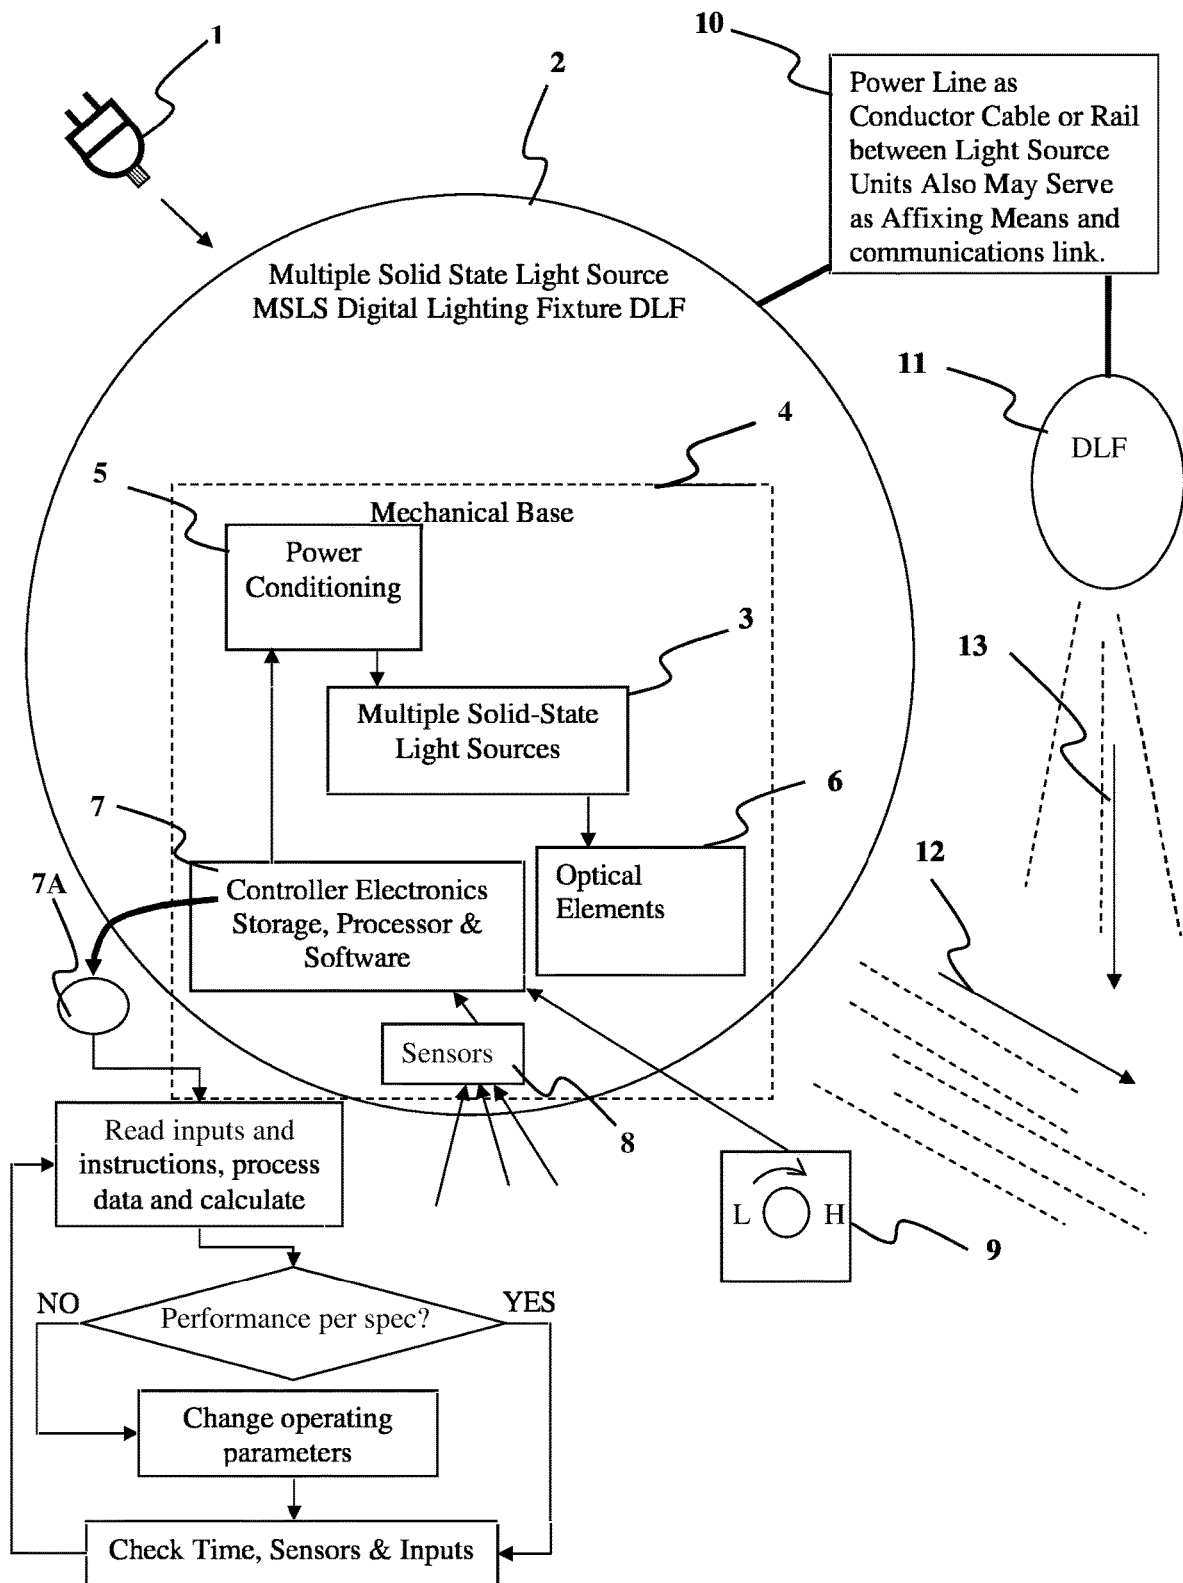 1
10
2
Power Line as
Conductor Cable or Rail
between Light Source
Units Also May Serve
as Affixing Means and
communications link.
Multiple Solid State Light Source
MSLS Digital Lighting Fixture DLF
11
DLF
4
5
Mechanical Base
Power
Conditioning
3
13
Multiple Solid-State
Light Sources
6
7
12
7A
Controller Electronics
Storage, Processor &
Software
Optical
Elements
Sensors
8
Read inputs and
instructions, process
data and calculate
L H
9
NO
YES
Performance per spec?
Change operating
parameters
Check Time, Sensors & Inputs